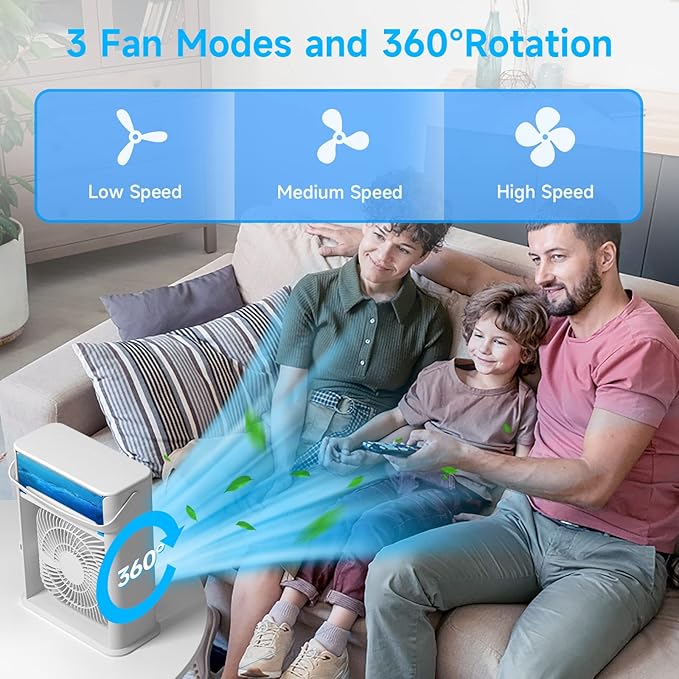 3 Fan Modes and 360°Rotation
Low Speed
Medium Speed
High Speed
360°